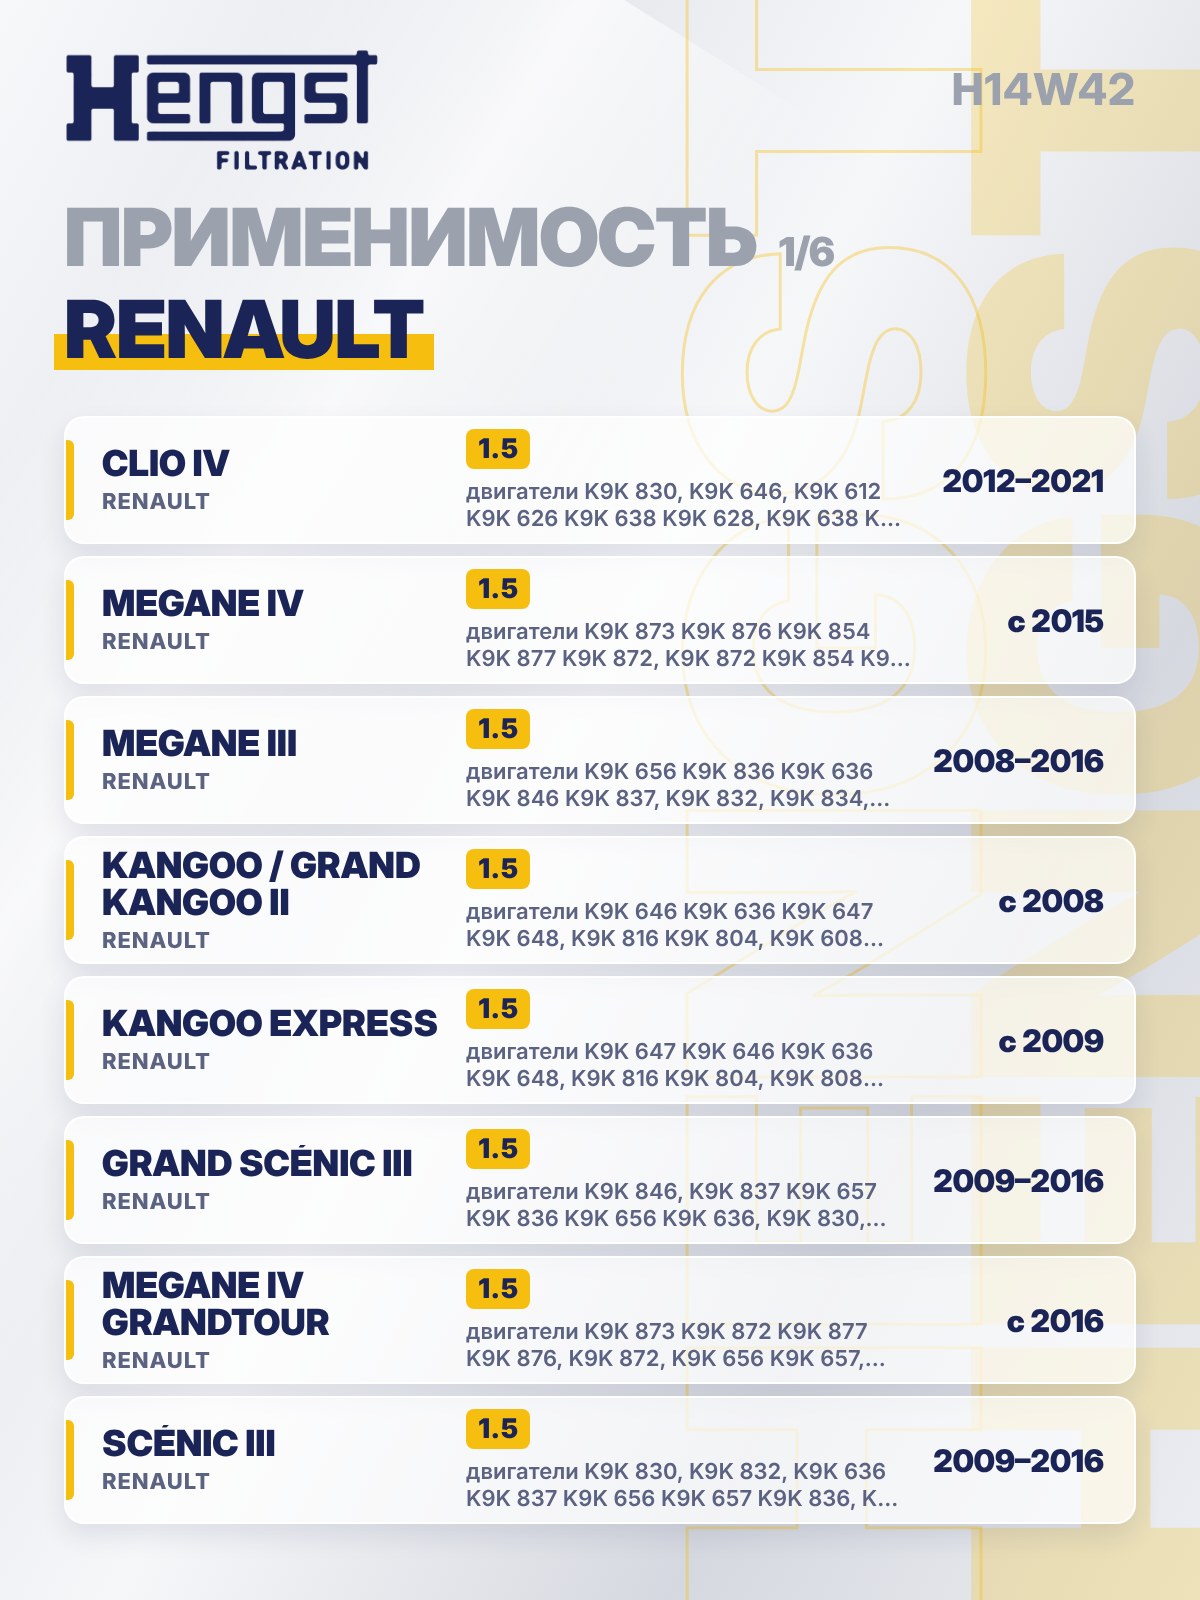 Hengst
FILTRATION
H14W42
ПРИМЕНИМОСТЬ 1/6
RENAULT
CLIO IV
RENAULT
1.5
двигатели K9K 830, K9K 646, K9K 612
K9K 626 K9K 638 K9K 628, K9K 638 K...
2012–2021
MEGANE IV
RENAULT
1.5
двигатели K9K 873 K9K 876 K9K 854
K9K 877 K9K 872, K9K 872 K9K 854 K9...
с 2015
MEGANE III
RENAULT
1.5
двигатели K9K 656 K9K 836 K9K 636
K9K 846 K9K 837, K9K 832, K9K 834,...
2008–2016
KANGOO / GRAND
KANGOO II
RENAULT
1.5
двигатели K9K 646 K9K 636 K9K 647
K9K 648, K9K 816 K9K 804, K9K 608...
с 2008
KANGOO EXPRESS
RENAULT
1.5
двигатели K9K 647 K9K 646 K9K 636
K9K 648, K9K 816 K9K 804, K9K 808...
с 2009
GRAND SCÉNIC III
RENAULT
1.5
двигатели K9K 846, K9K 837 K9K 657
K9K 836 K9K 656 K9K 636, K9K 830,...
2009–2016
MEGANE IV
GRANDTOUR
RENAULT
1.5
двигатели K9K 873 K9K 872 K9K 877
K9K 876, K9K 872, K9K 656 K9K 657,...
с 2016
SCÉNIC III
RENAULT
1.5
двигатели K9K 830, K9K 832, K9K 636
K9K 837 K9K 656 K9K 657 K9K 836, K...
2009–2016
HENGST